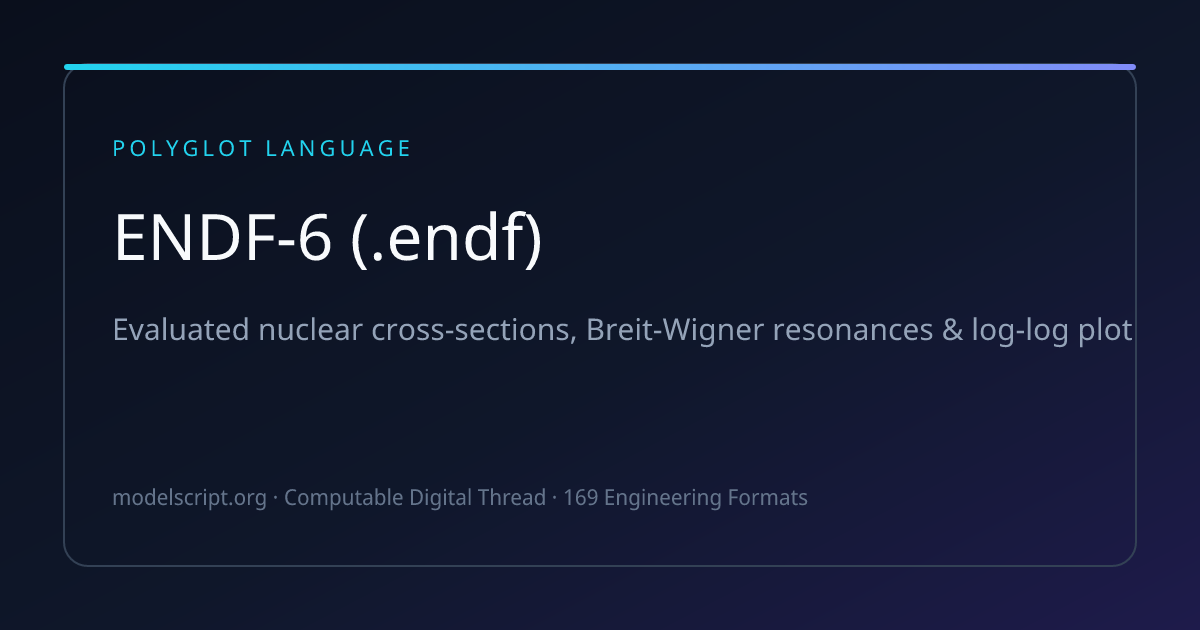 POLYGLOT LANGUAGE
ENDF-6 (.endf)
Evaluated nuclear cross-sections, Breit-Wigner resonances & log-log plot
modelscript.org · Computable Digital Thread · 169 Engineering Formats